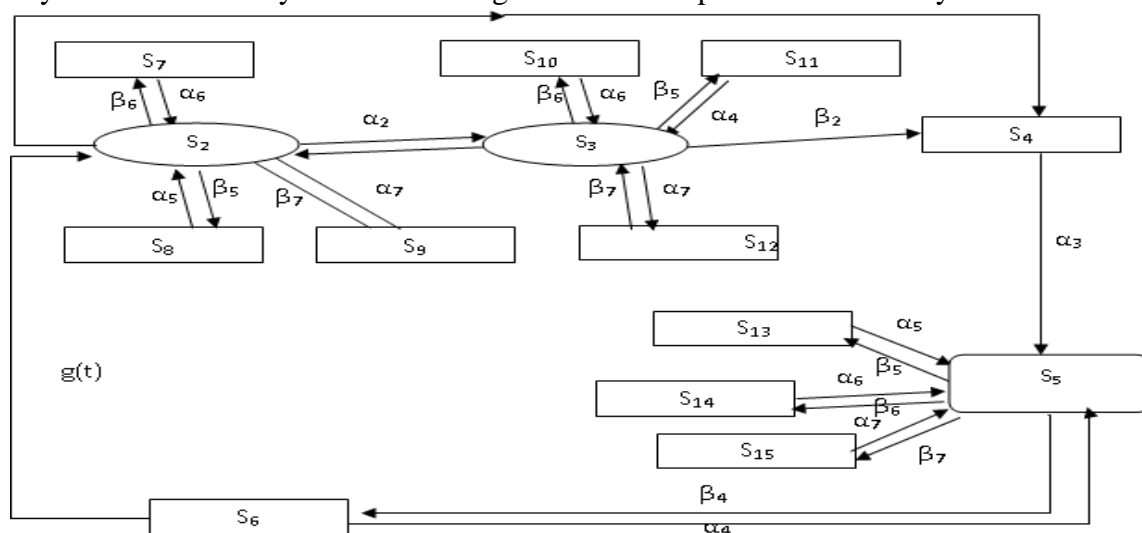 S₇
S₁₀
S₁₁
β₆
α₆
β₆
α₆
β₅
α₄
α₂
β₂
S₂
S₃
S₄
α₅
β₅
β₇
α₇
β₇
α₇
S₈
S₉
S₁₂
α₃
S₁₃
α₅
β₅
g(t)
S₅
S₁₄
α₆
β₆
α₇
S₁₅
β₇
β₄
S₆
α₄